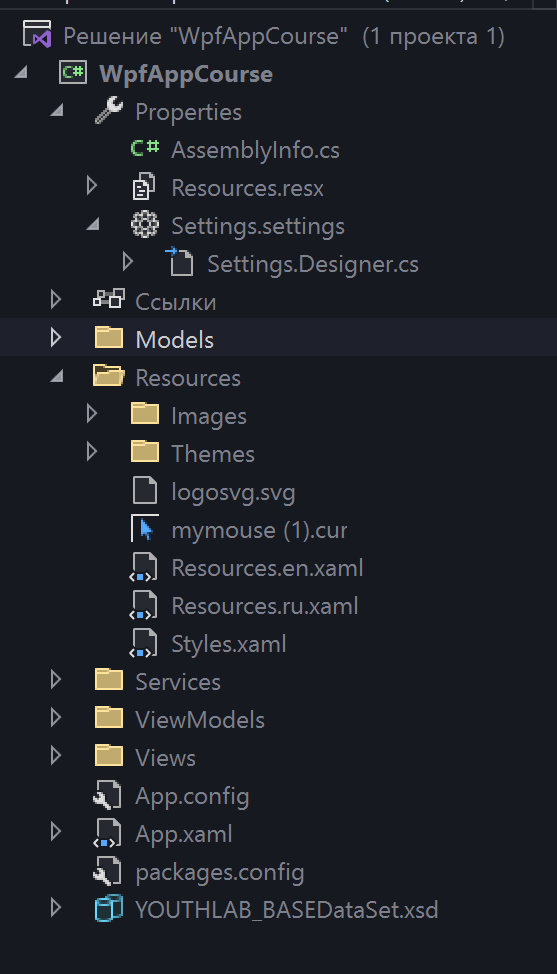 Решение "WpfAppCourse" (1 проекта 1)
C# WpfAppCourse
Properties
C# AssemblyInfo.cs
Resources.resx
Settings.settings
Settings.Designer.cs
Ссылки
Models
Resources
Images
Themes
logosvg.svg
mymouse (1).cur
Resources.en.xaml
Resources.ru.xaml
Styles.xaml
Services
ViewModels
Views
App.config
App.xaml
packages.config
YOUTHLAB_BASEDataSet.xsd